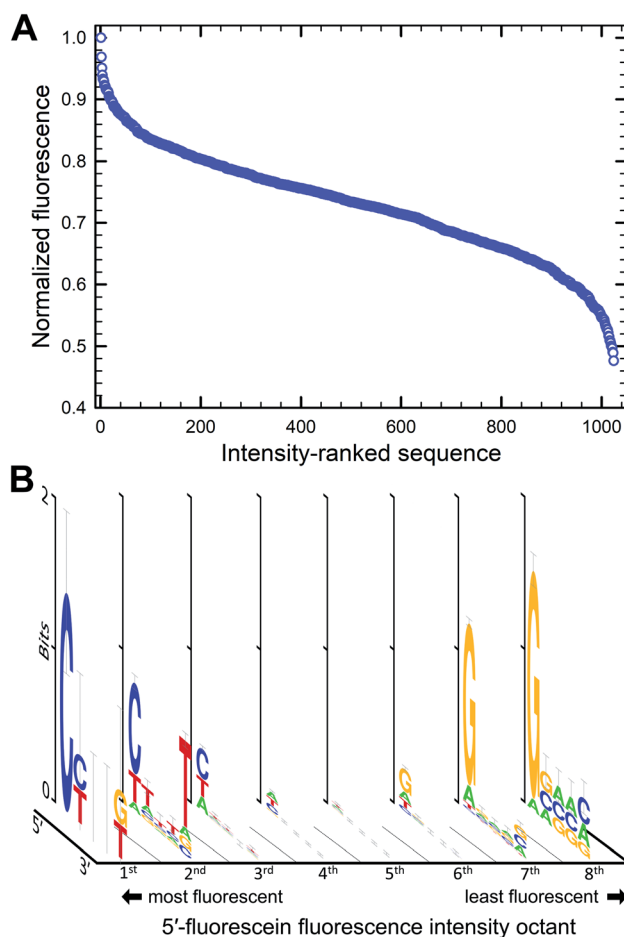 A
Normalized fluorescence
1.0
0.9
0.8
0.7
0.6
0.5
0.4
0 200 400 600 800 1000
Intensity-ranked sequence
B
2
Bits
0
5′
3′
C
C
T
G
T
C
T
T
T
A
G
C
C
T
A
G
A
G
A
G
A
G
C
A
C
G
A
C
G
C
A
G
1st 2nd 3rd 4th 5th 6th 7th 8th
most fluorescent least fluorescent
5′-fluorescein fluorescence intensity octant